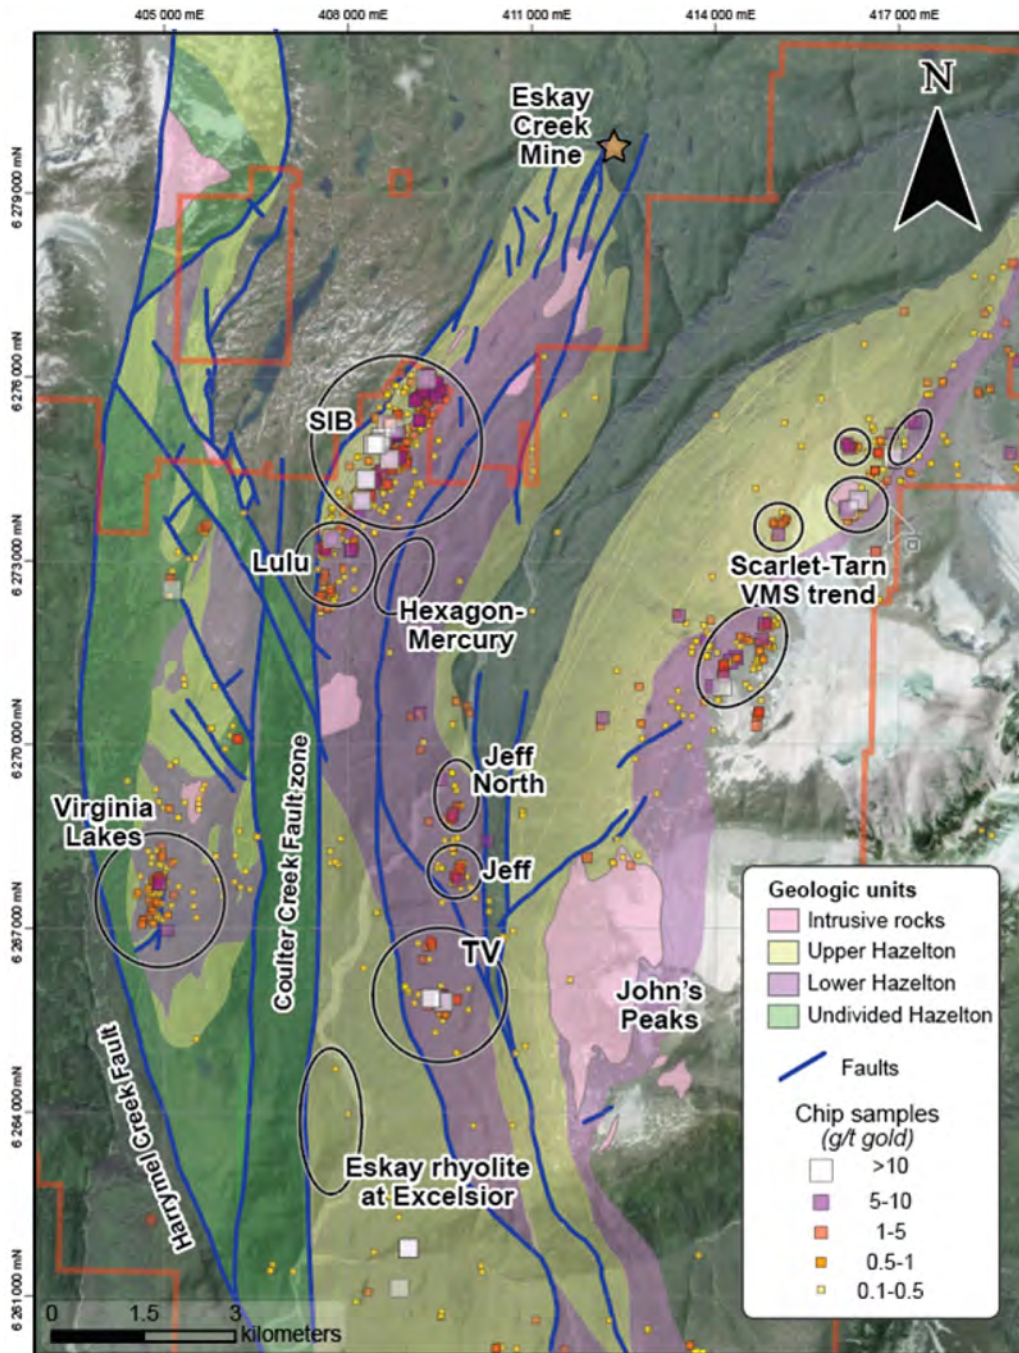 405 000 mE
408 000 mE
411 000 mE
414 000 mE
417 000 mE
N
Eskay
Creek
Mine
6 279 000 mN
6 276 000 mN
SIB
6 273 000 mN
Lulu
Hexagon-
Mercury
Scarlet-Tarn
VMS trend
6 270 000 mN
Jeff
North
Virginia
Lakes
Jeff
Coulter Creek Fault zone
6 267 000 mN
TV
John's
Peaks
Harrymel Creek Fault
6 264 000 mN
Eskay rhyolite
at Excelsior
6 261 000 mN
0 1.5 3
kilometers
Geologic units
Intrusive rocks
Upper Hazelton
Lower Hazelton
Undivided Hazelton
Faults
Chip samples
(g/t gold)
>10
5-10
1-5
0.5-1
0.1-0.5